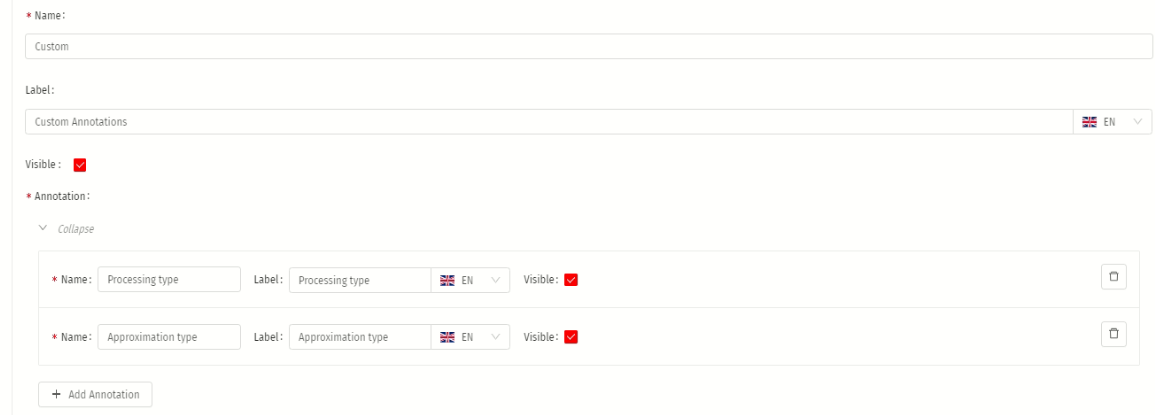 * Name:
Custom
Label:
Custom Annotations EN
Visible:
* Annotation:
Collapse
* Name: Processing type Label: Processing type EN Visible:
* Name: Approximation type Label: Approximation type EN Visible:
+ Add Annotation